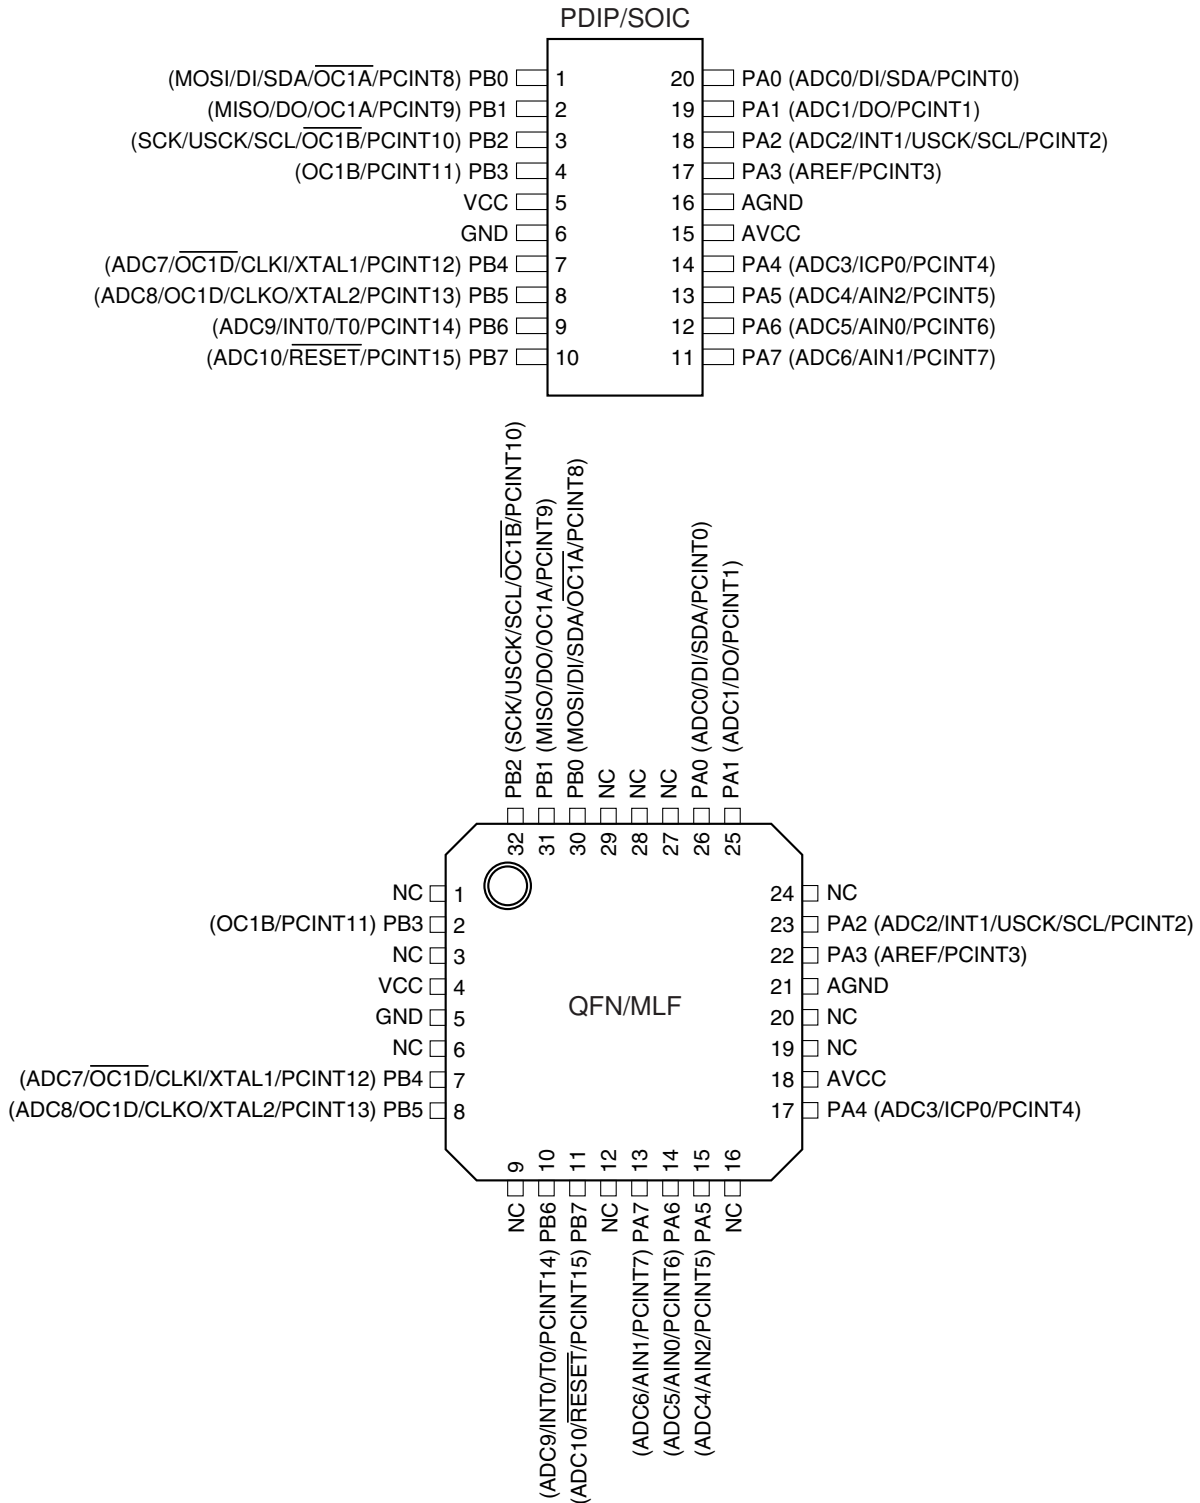 PDIP/SOIC
(MOSI/DI/SDA/OC1A/PCINT8) PB0 1 20 PA0 (ADC0/DI/SDA/PCINT0)
(MISO/DO/OC1A/PCINT9) PB1 2 19 PA1 (ADC1/DO/PCINT1)
(SCK/USCK/SCL/OC1B/PCINT10) PB2 3 18 PA2 (ADC2/INT1/USCK/SCL/PCINT2)
(OC1B/PCINT11) PB3 4 17 PA3 (AREF/PCINT3)
VCC 5 16 AGND
GND 6 15 AVCC
(ADC7/OC1D/CLKI/XTAL1/PCINT12) PB4 7 14 PA4 (ADC3/ICP0/PCINT4)
(ADC8/OC1D/CLKO/XTAL2/PCINT13) PB5 8 13 PA5 (ADC4/AIN2/PCINT5)
(ADC9/INT0/T0/PCINT14) PB6 9 12 PA6 (ADC5/AIN0/PCINT6)
(ADC10/RESET/PCINT15) PB7 10 11 PA7 (ADC6/AIN1/PCINT7)
PB2 (SCK/USCK/SCL/OC1B/PCINT10)
PB1 (MISO/DO/OC1A/PCINT9)
PB0 (MOSI/DI/SDA/OC1A/PCINT8)
NC
NC
NC
PA0 (ADC0/DI/SDA/PCINT0)
PA1 (ADC1/DO/PCINT1)
32 31 30 29 28 27 26 25
NC 1 24 NC
(OC1B/PCINT11) PB3 2 23 PA2 (ADC2/INT1/USCK/SCL/PCINT2)
NC 3 22 PA3 (AREF/PCINT3)
VCC 4 21 AGND
QFN/MLF
GND 5 20 NC
NC 6 19 NC
(ADC7/OC1D/CLKI/XTAL1/PCINT12) PB4 7 18 AVCC
(ADC8/OC1D/CLKO/XTAL2/PCINT13) PB5 8 17 PA4 (ADC3/ICP0/PCINT4)
9 10 11 12 13 14 15 16
NC
(ADC9/INT0/T0/PCINT14) PB6
(ADC10/RESET/PCINT15) PB7
NC
(ADC6/AIN1/PCINT7) PA7
(ADC5/AIN0/PCINT6) PA6
(ADC4/AIN2/PCINT5) PA5
NC